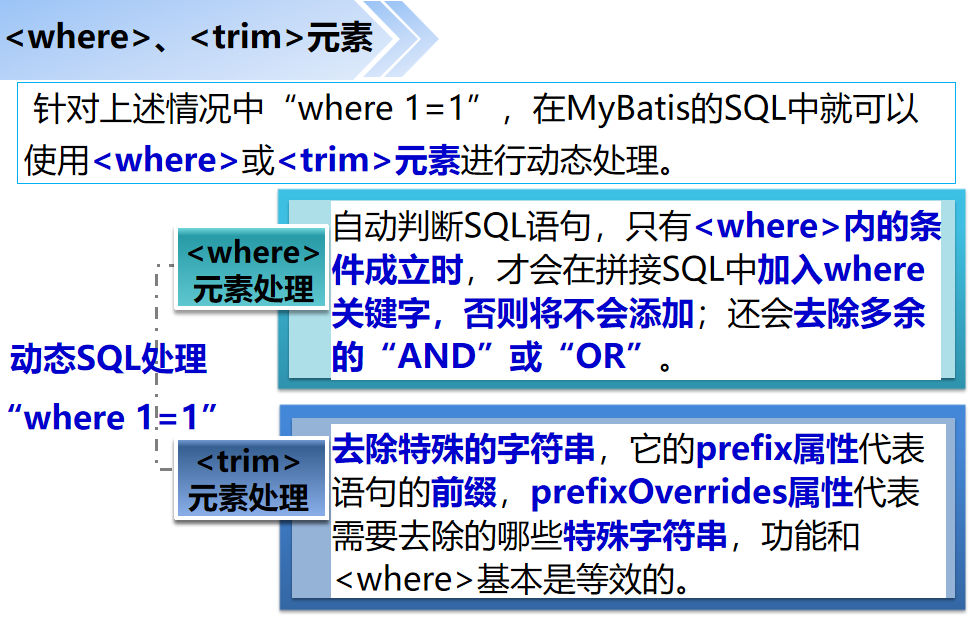 <where>、<trim>元素
针对上述情况中“where 1=1”，在MyBatis的SQL中就可以
使用<where>或<trim>元素进行动态处理。
<where>
元素处理
自动判断SQL语句，只有<where>内的条
件成立时，才会在拼接SQL中加入where
关键字，否则将不会添加；还会去除多余
的“AND”或“OR”。
动态SQL处理
“where 1=1”
<trim>
元素处理
去除特殊的字符串，它的prefix属性代表
语句的前缀，prefixOverrides属性代表
需要去除的哪些特殊字符串，功能和
<where>基本是等效的。